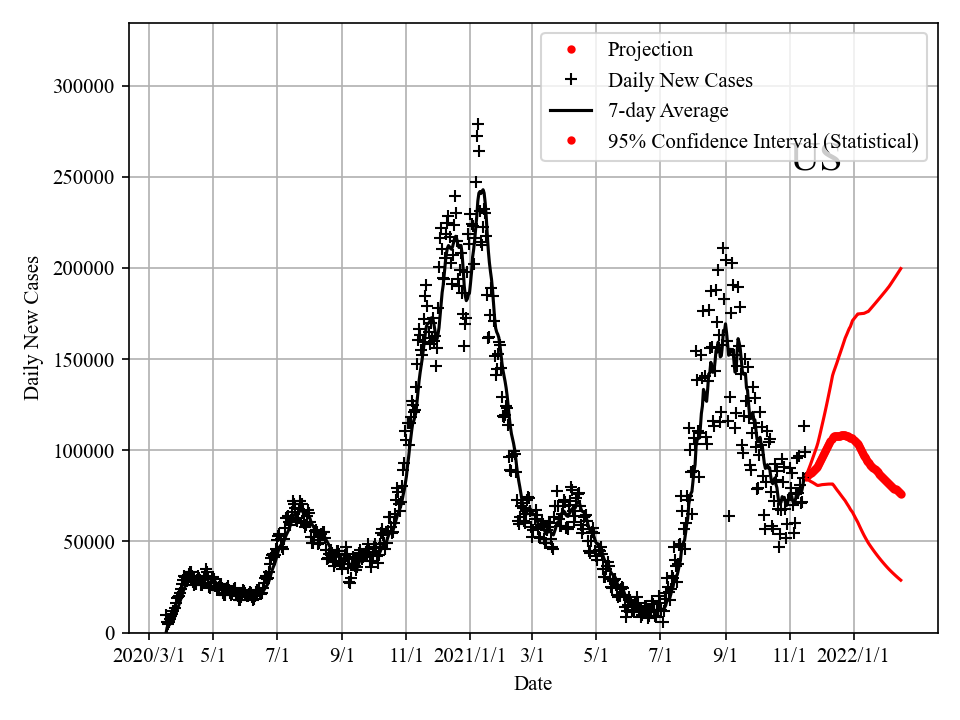 Projection
Daily New Cases
7-day Average
95% Confidence Interval (Statistical)
US
300000
250000
200000
150000
100000
50000
0
Daily New Cases
2020/3/1 5/1 7/1 9/1 11/1 2021/1/1 3/1 5/1 7/1 9/1 11/1 2022/1/1
Date